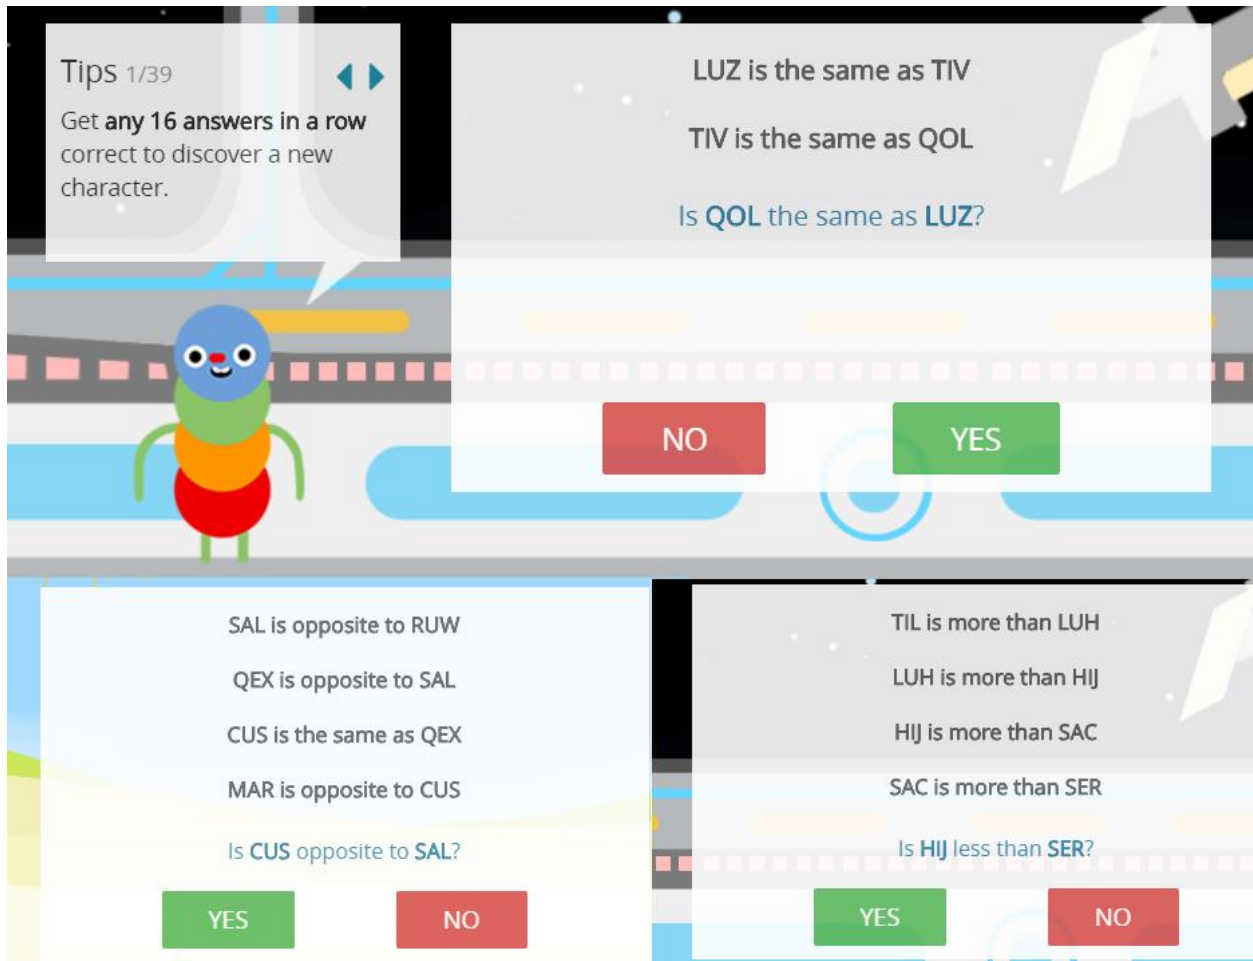 Tips 1/39
Get any 16 answers in a row
correct to discover a new
character.
LUZ is the same as TIV
TIV is the same as QOL
Is QOL the same as LUZ?
NO
YES
SAL is opposite to RUW
QEX is opposite to SAL
CUS is the same as QEX
MAR is opposite to CUS
Is CUS opposite to SAL?
YES
NO
TIL is more than LUH
LUH is more than HIJ
HIJ is more than SAC
SAC is more than SER
Is HIJ less than SER?
YES
NO